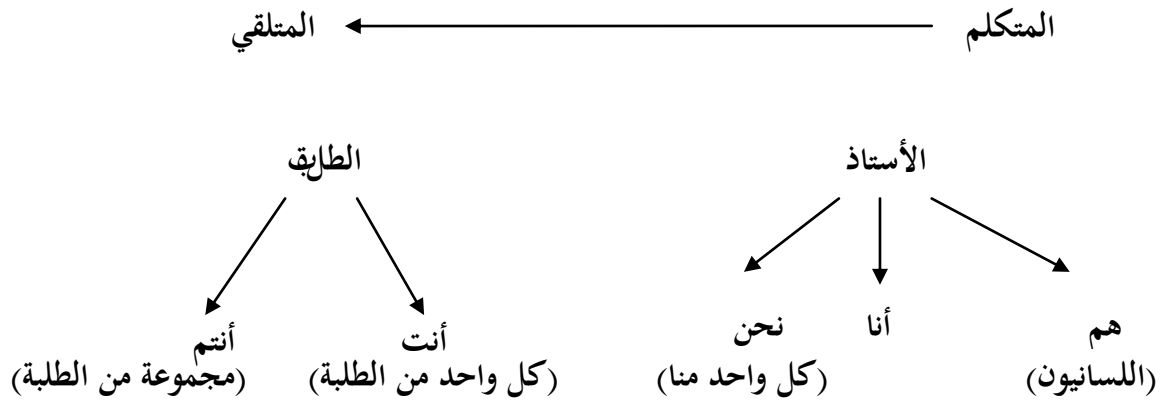 المتكلم المتلقي
الأستاذ
هم أنا نحن أنت أنتم
(اللسانيون) (كل واحد منا) (كل واحد من الطلبة) (مجموعة من الطلبة)